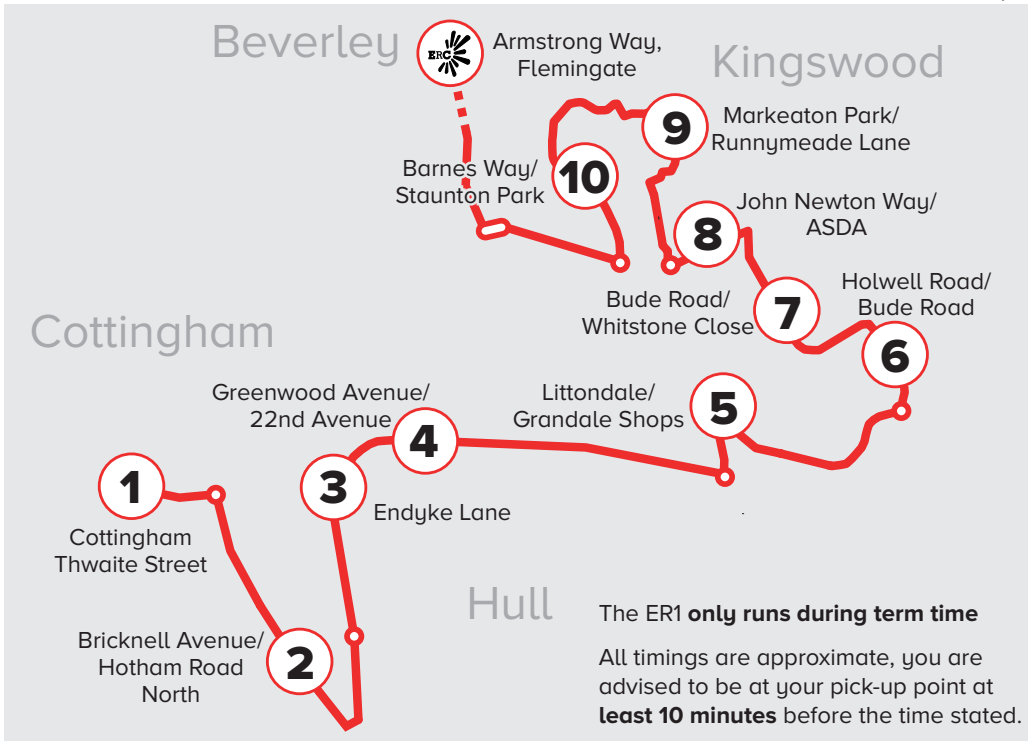 Beverley
ERC
Armstrong Way,
Flemingate
Kingswood
9
Markeaton Park/
Runnymeade Lane
Barnes Way/
Staunton Park
10
8
John Newton Way/
ASDA
Bude Road/
Whitstone Close
7
Holwell Road/
Bude Road
6
Cottingham
Greenwood Avenue/
22nd Avenue
4
Littondale/
Grandale Shops
5
1
Cottingham
Thwaite Street
3
Endyke Lane
Bricknell Avenue/
Hotham Road
North
2
Hull
The ER1 only runs during term time
All timings are approximate, you are
advised to be at your pick-up point at
least 10 minutes before the time stated.